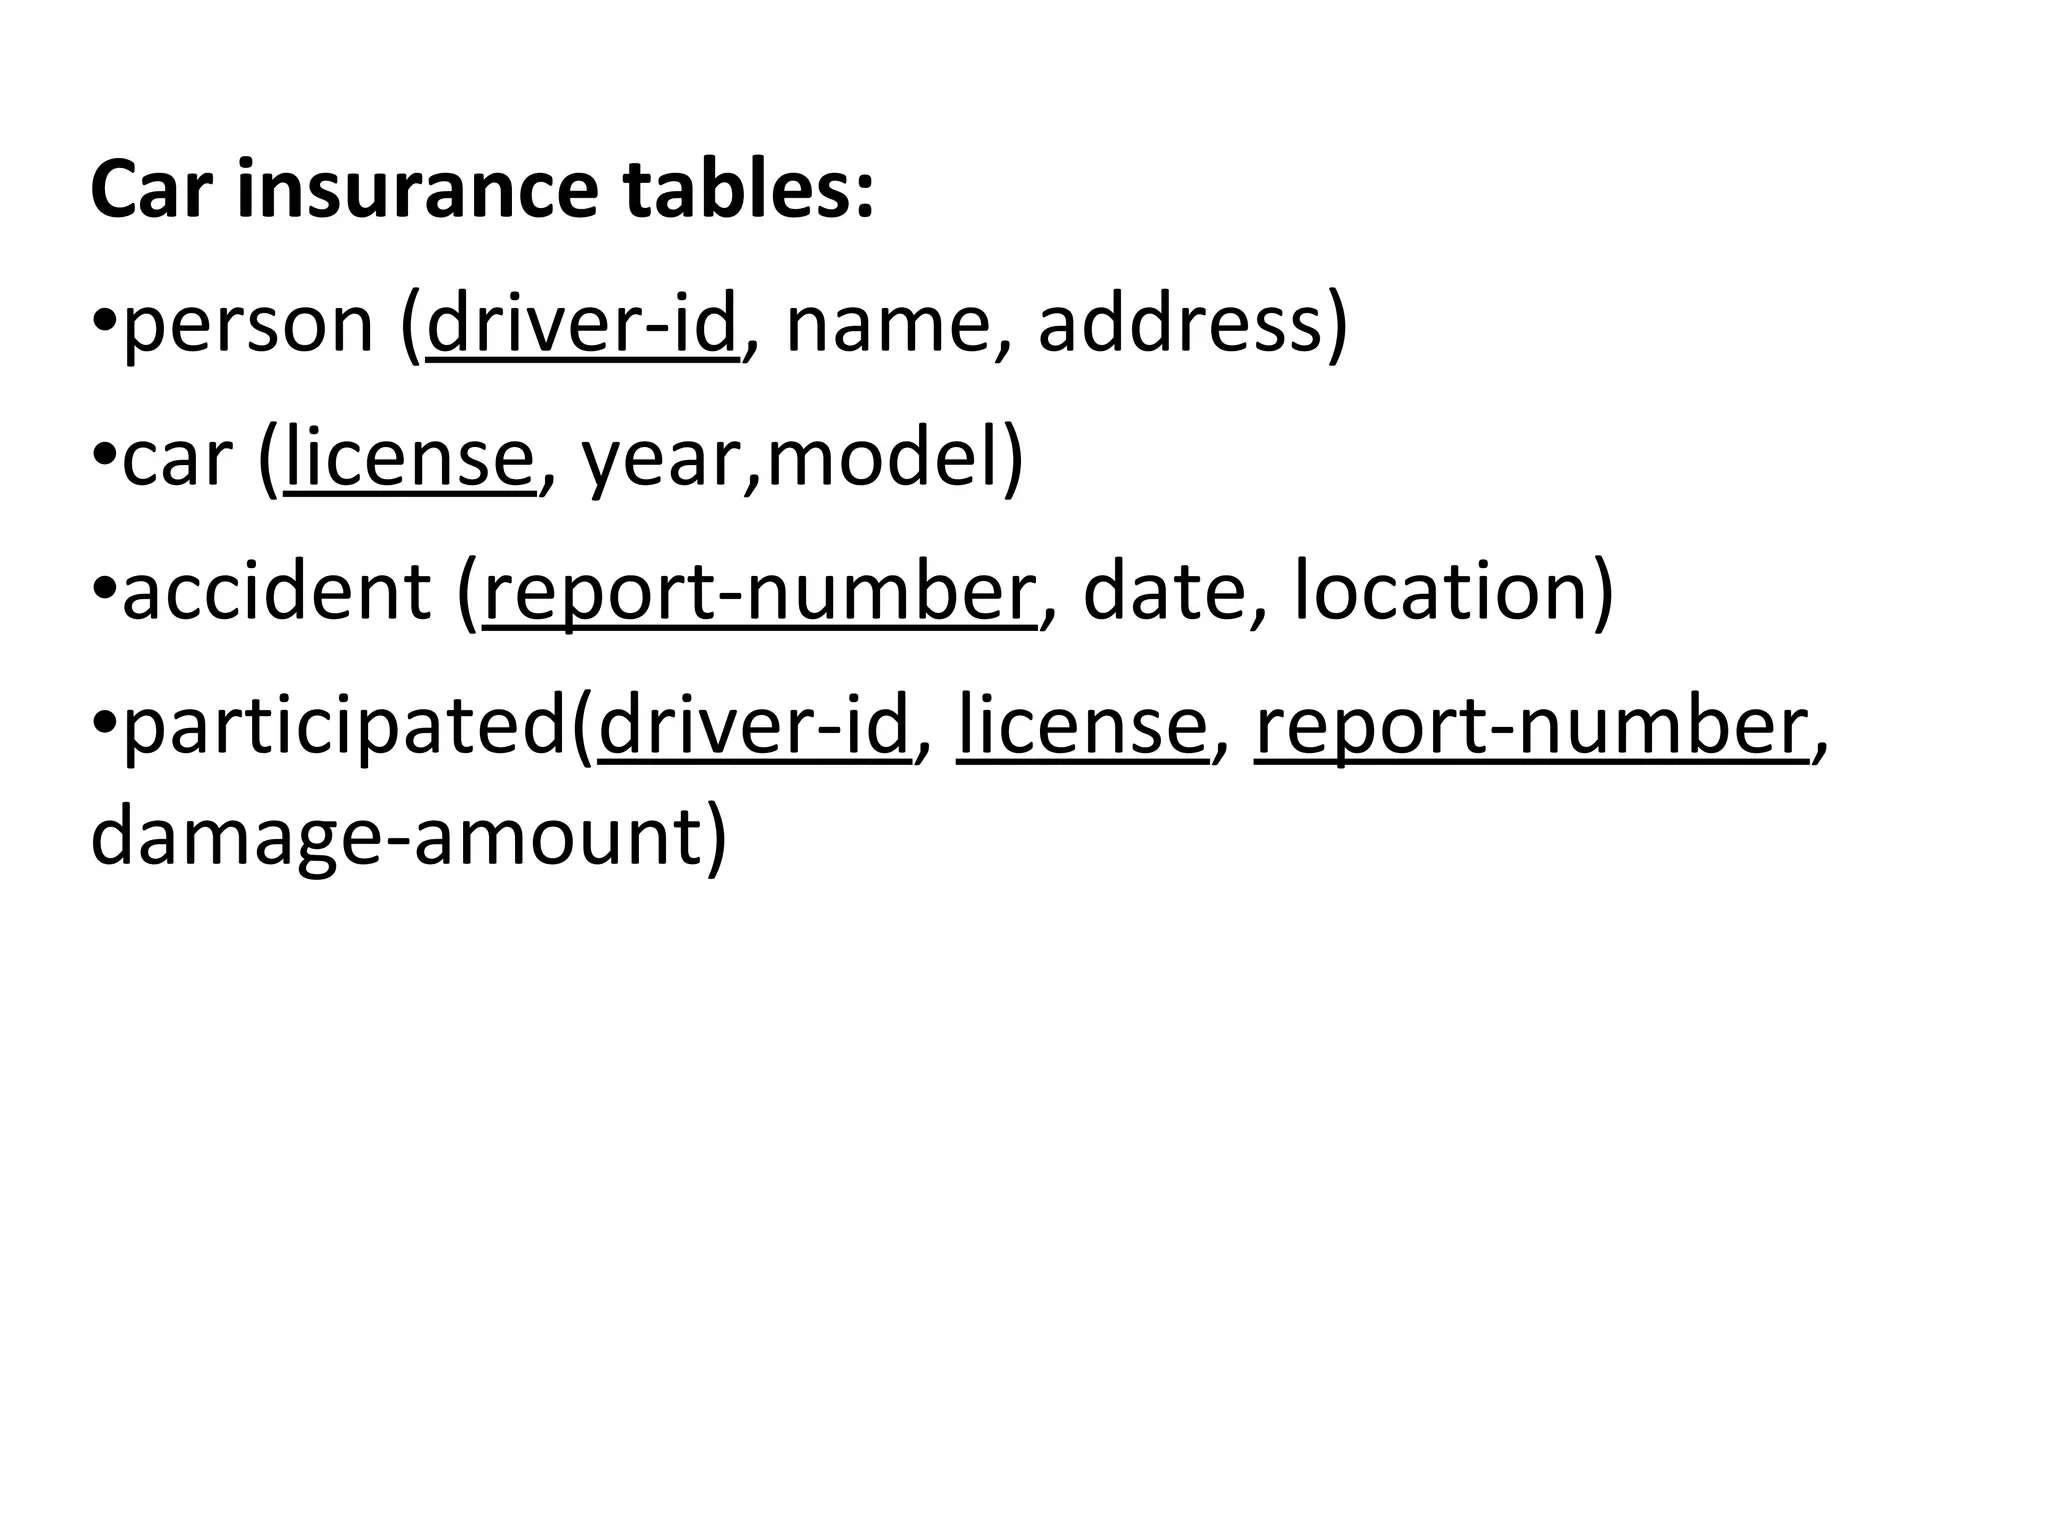 Car insurance tables:
•person (driver-id, name, address)
•car (license, year,model)
•accident (report-number, date, location)
•participated(driver-id, license, report-number,
damage-amount)